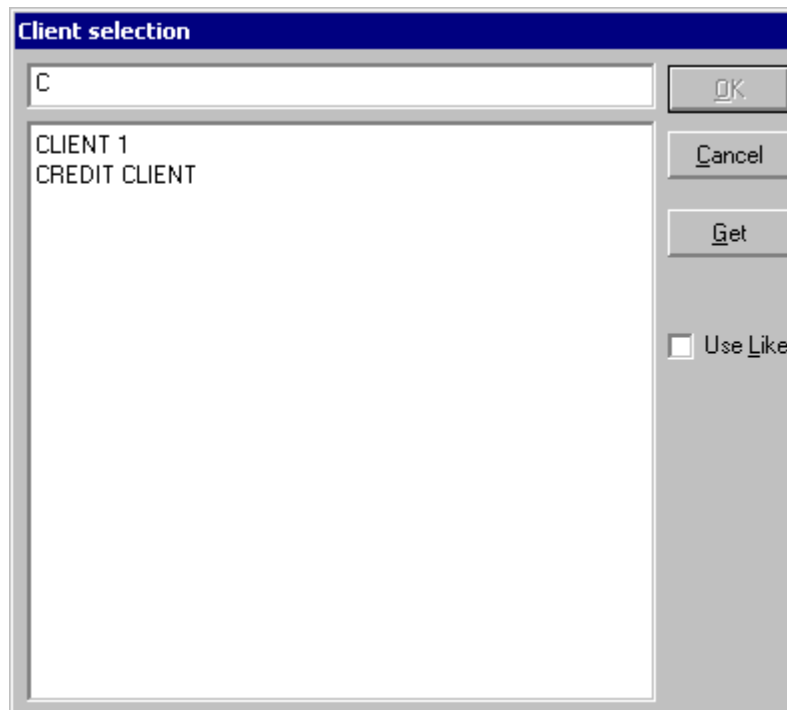 Client selection
C
OK
CLIENT 1
CREDIT CLIENT
Cancel
Get
Use Like